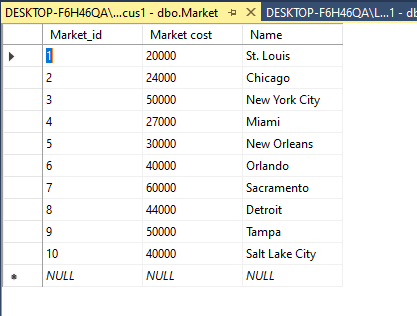 DESKTOP-F6H46QA\...cus1 - dbo.Market DESKTOP-F6H46QA\L...1 - db
Market_id Market cost Name
1 20000 St. Louis
2 24000 Chicago
3 50000 New York City
4 27000 Miami
5 30000 New Orleans
6 40000 Orlando
7 60000 Sacramento
8 44000 Detroit
9 50000 Tampa
10 40000 Salt Lake City
NULL NULL NULL